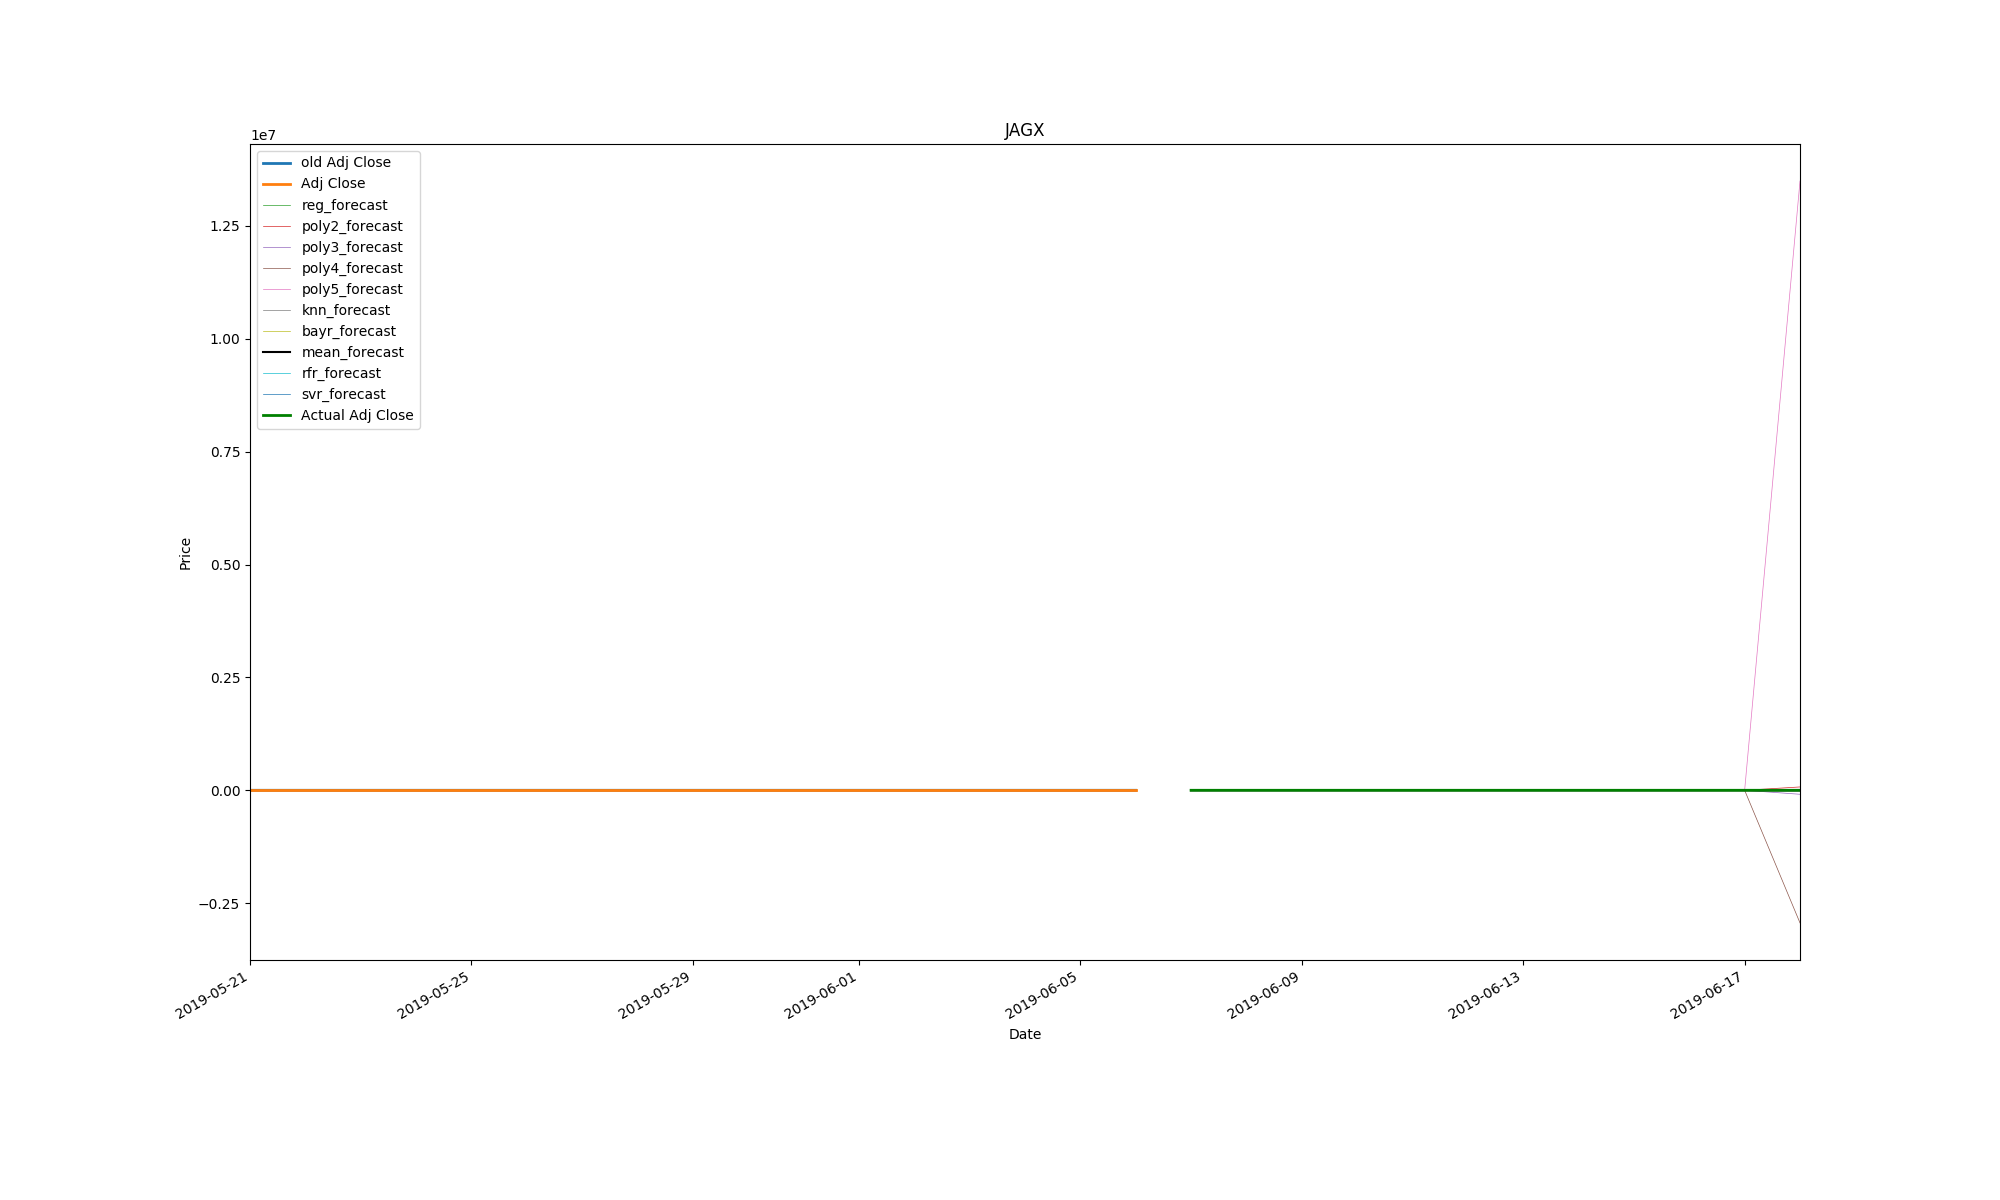 JAGX
1e7
old Adj Close
Adj Close
reg_forecast
poly2_forecast
poly3_forecast
poly4_forecast
poly5_forecast
knn_forecast
bayr_forecast
mean_forecast
rfr_forecast
svr_forecast
Actual Adj Close
1.25
1.00
0.75
0.50
0.25
0.00
−0.25
Price
2019-05-21
2019-05-25
2019-05-29
2019-06-01
2019-06-05
2019-06-09
2019-06-13
2019-06-17
Date